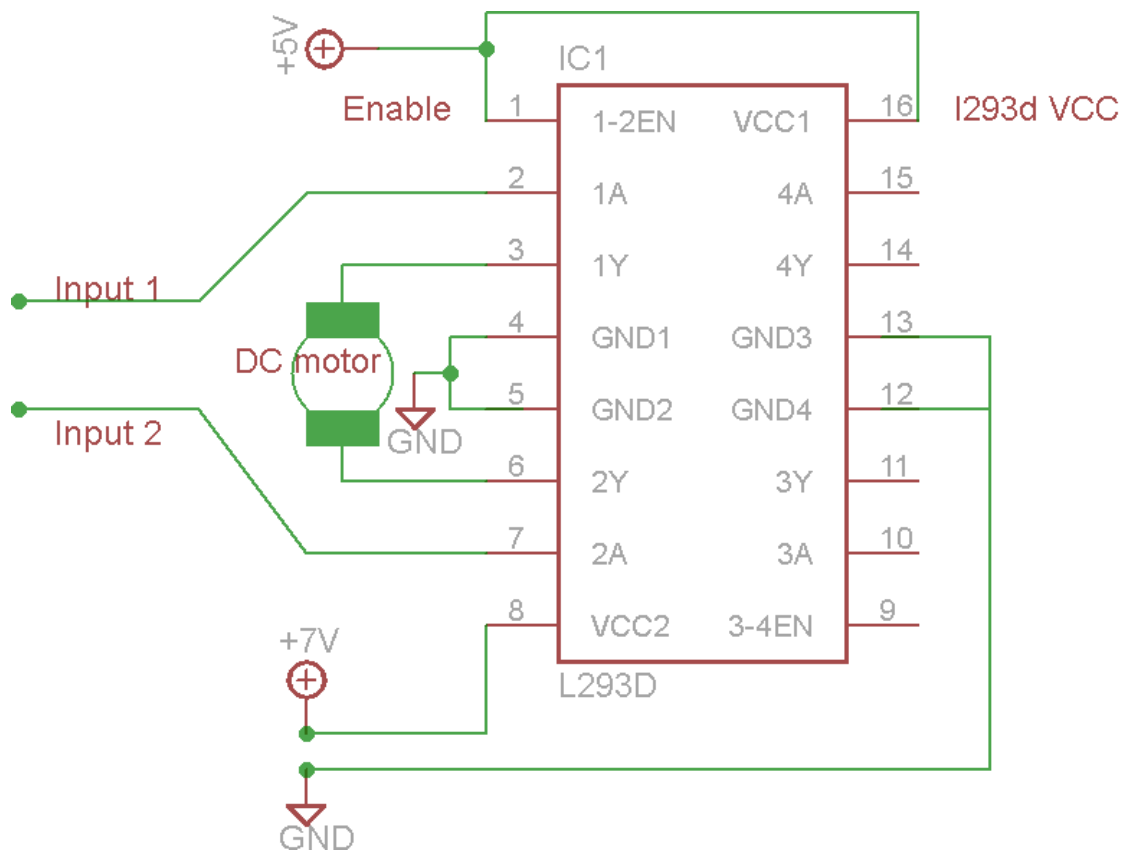 +5V
IC1
Enable
1 1-2EN VCC1 16
l293d VCC
2 1A 4A 15
3 1Y 4Y 14
Input 1
4 GND1 GND3 13
DC motor
5 GND2 GND4 12
GND
Input 2
6 2Y 3Y 11
7 2A 3A 10
8 VCC2 3-4EN 9
+7V
L293D
GND